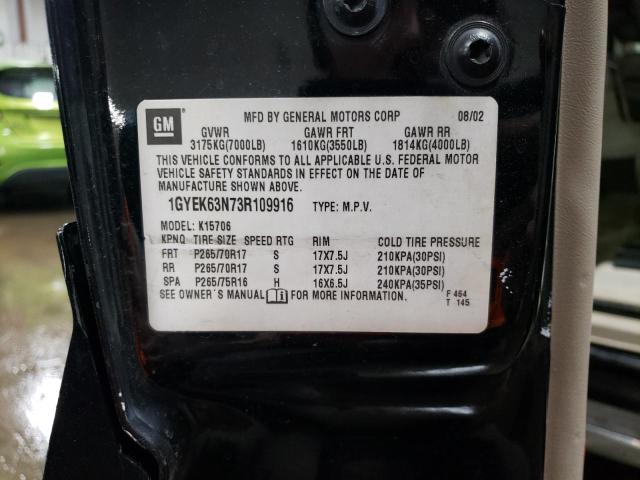 GM
MFD BY GENERAL MOTORS CORP 08/02
GVWR GAWR FRT GAWR RR
3175KG(7000LB) 1610KG(3550LB) 1814KG(4000LB)
THIS VEHICLE CONFORMS TO ALL APPLICABLE U.S. FEDERAL MOTOR
VEHICLE SAFETY STANDARDS IN EFFECT ON THE DATE OF
MANUFACTURE SHOWN ABOVE.
1GYEK63N73R109916 TYPE: M.P.V.
MODEL: K15706
KPNQ TIRE SIZE SPEED RTG RIM COLD TIRE PRESSURE
FRT P265/70R17 S 17X7.5J 210KPA(30PSI)
RR P265/70R17 S 17X7.5J 210KPA(30PSI)
SPA P265/75R16 H 16X6.5J 240KPA(35PSI)
SEE OWNER'S MANUAL i FOR MORE INFORMATION. F 464
T 145